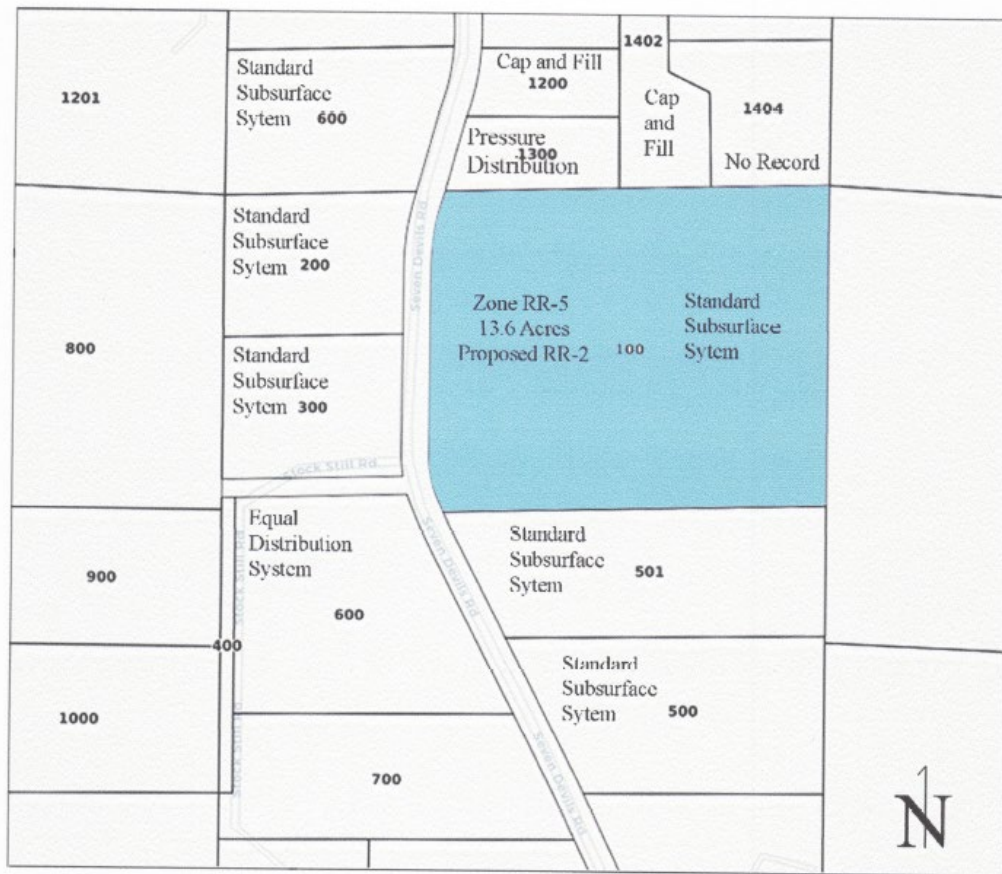 1201
Standard
Subsurface
Sytem 600
Cap and Fill
1200
1402
Cap
and
Fill
1404
No Record
Pressure
1300
Distribution
Standard
Subsurface
Sytem 200
Seven Devils Rd
Zone RR-5
13.6 Acres
Proposed RR-2
100
Standard
Subsurface
Sytem
800
Standard
Subsurface
Sytem 300
Stock Still Rd
Equal
Distribution
System
600
Seven Devils Rd
Standard
Subsurface
Sytem
501
900
Stock Still Rd
400
Standard
Subsurface
Sytem 500
1000
Stock Still Rd
700
Seven Devils Rd
N